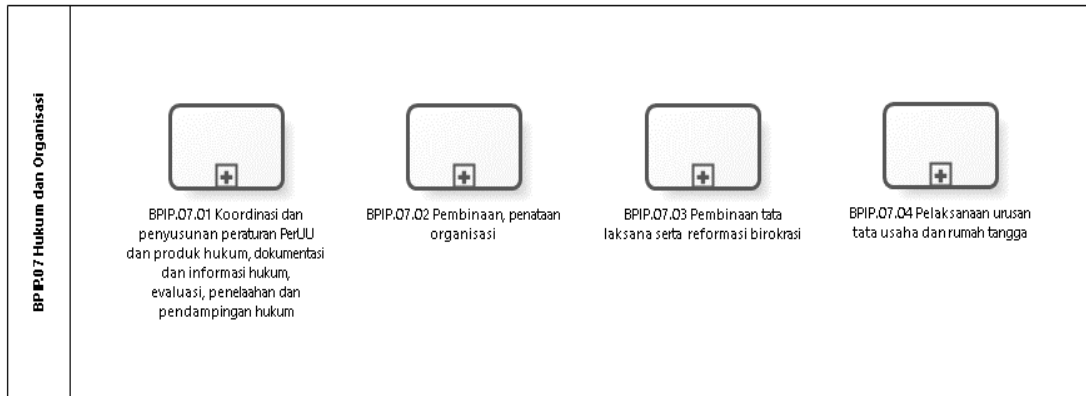 BPIP.07 Hukum dan Organisasi
BPIP.07.01 Koordinasi dan
penyusunan peraturan PerUU
dan produk hukum, dokumentasi
dan informasi hukum,
evaluasi, penelaahan dan
pendampingan hukum
BPIP.07.02 Pembinaan, penataan
organisasi
BPIP.07.03 Pembinaan tata
laksana serta reformasi birokrasi
BPIP.07.04 Pelaksanaan urusan
tata usaha dan rumah tangga